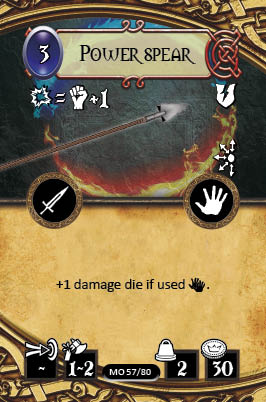 3 POWER SPEAR
= +1
+1 damage die if used .
~ 1-2 MO 57/80 2 30